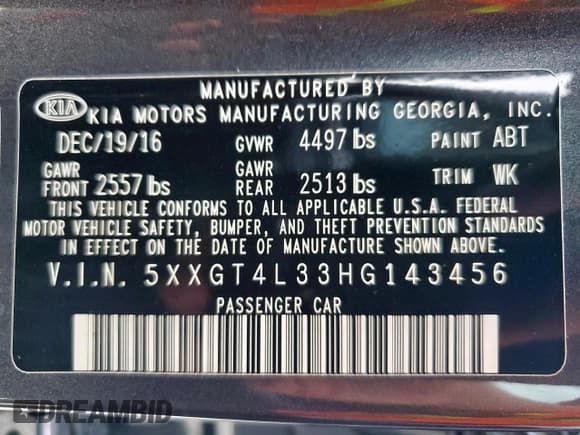 MANUFACTURED BY
KIA KIA MOTORS MANUFACTURING GEORGIA, INC.
DEC/19/16 GVWR 4497 lbs PAINT ABT
GAWR FRONT 2557 lbs GAWR REAR 2513 lbs TRIM WK
THIS VEHICLE CONFORMS TO ALL APPLICABLE U.S.A. FEDERAL
MOTOR VEHICLE SAFETY, BUMPER, AND THEFT PREVENTION STANDARDS
IN EFFECT ON THE DATE OF MANUFACTURE SHOWN ABOVE.
V.I.N. 5XXGT4L33HG143456
PASSENGER CAR
DREAMBID